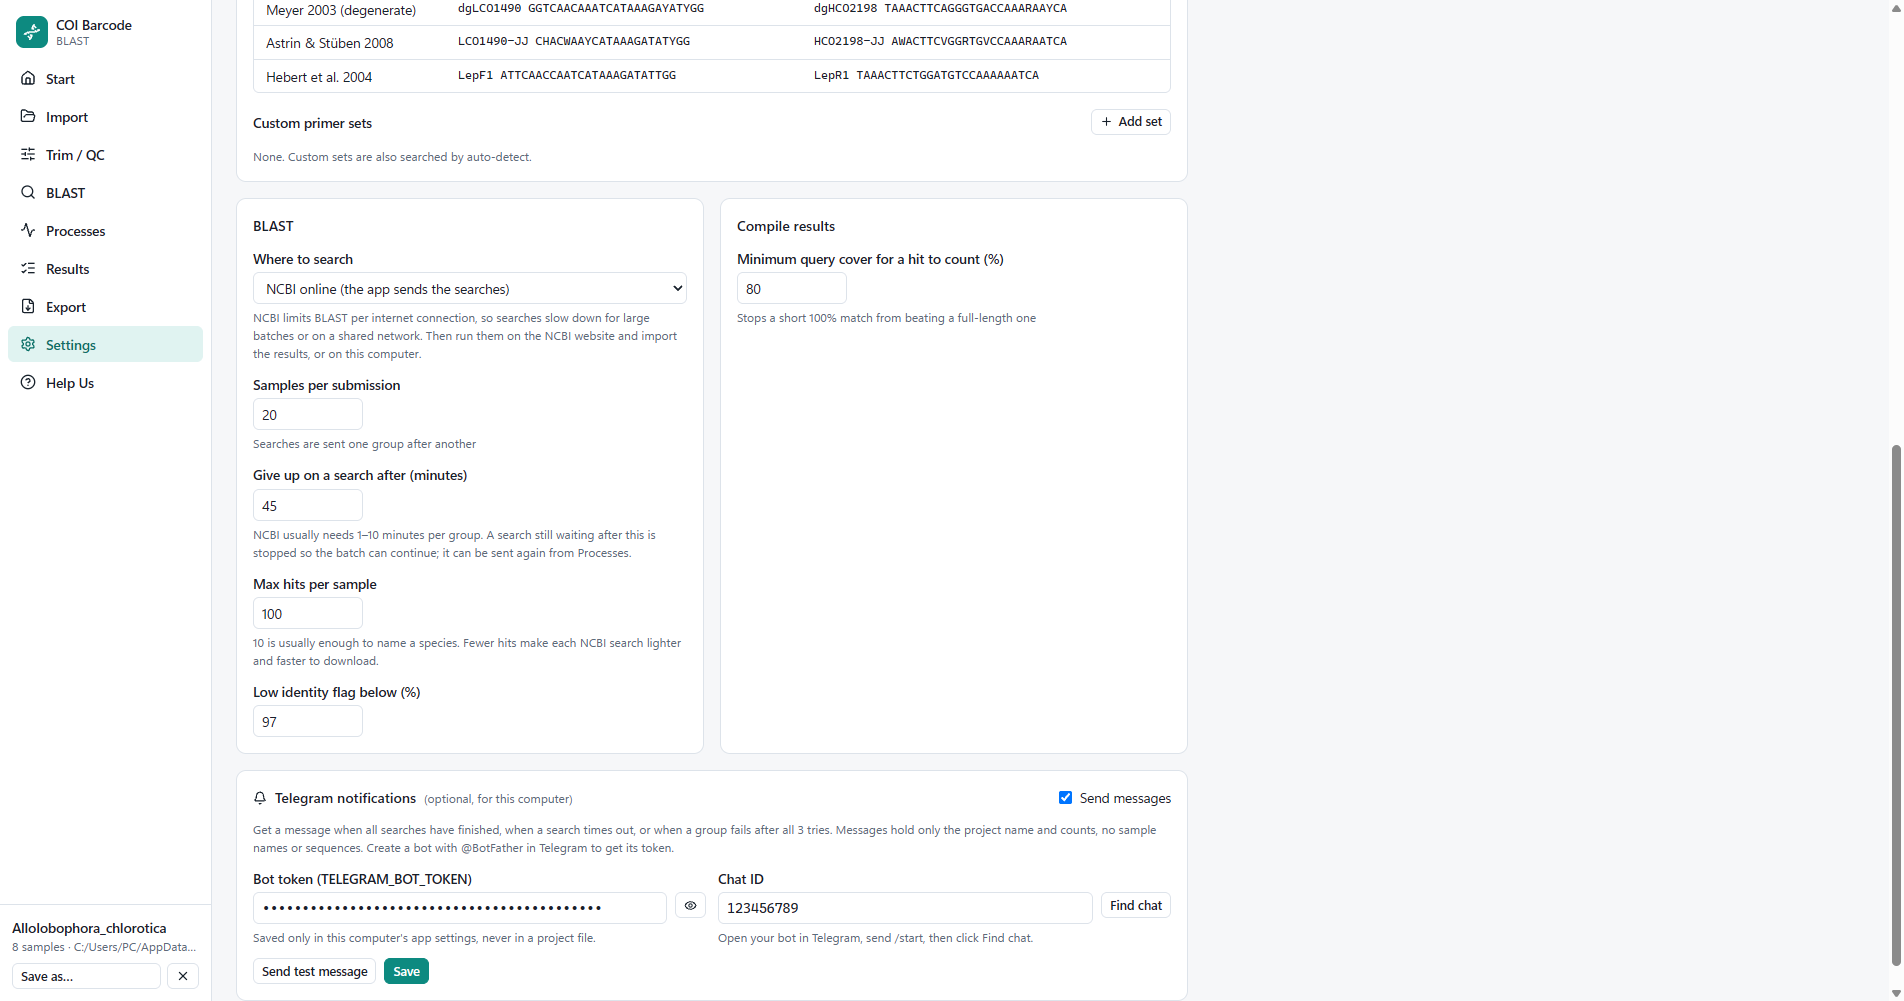 COI Barcode
BLAST
Start
Import
Trim / QC
BLAST
Processes
Results
Export
Settings
Help Us
Allolobophora_chlorotica
8 samples · C:/Users/PC/AppData...
Save as...
Meyer 2003 (degenerate) dgLCO1490 GGTCAACAAATCATAAAGAYATYGG dgHCO2198 TAAACTTCAGGGTGACCAAARAAYCA
Astrin & Stüben 2008 LCO1490-JJ CHACWAAYCATAAAGATATYGG HCO2198-JJ AWACTTCVGGRTGVCCAAARAATCA
Hebert et al. 2004 LepF1 ATTCAACCAATCATAAAGATATTGG LepR1 TAAACTTCTGGATGTCCAAAAAATCA
Custom primer sets
+ Add set
None. Custom sets are also searched by auto-detect.
BLAST
Where to search
NCBI online (the app sends the searches)
NCBI limits BLAST per internet connection, so searches slow down for large
batches or on a shared network. Then run them on the NCBI website and import
the results, or on this computer.
Samples per submission
20
Searches are sent one group after another
Give up on a search after (minutes)
45
NCBI usually needs 1–10 minutes per group. A search still waiting after this is
stopped so the batch can continue; it can be sent again from Processes.
Max hits per sample
100
10 is usually enough to name a species. Fewer hits make each NCBI search lighter
and faster to download.
Low identity flag below (%)
97
Compile results
Minimum query cover for a hit to count (%)
80
Stops a short 100% match from beating a full-length one
Telegram notifications (optional, for this computer)
Send messages
Get a message when all searches have finished, when a search times out, or when a group fails after all 3 tries. Messages hold only the project name and counts, no sample
names or sequences. Create a bot with @BotFather in Telegram to get its token.
Bot token (TELEGRAM_BOT_TOKEN)
Saved only in this computer's app settings, never in a project file.
Chat ID
123456789
Find chat
Open your bot in Telegram, send /start, then click Find chat.
Send test message
Save